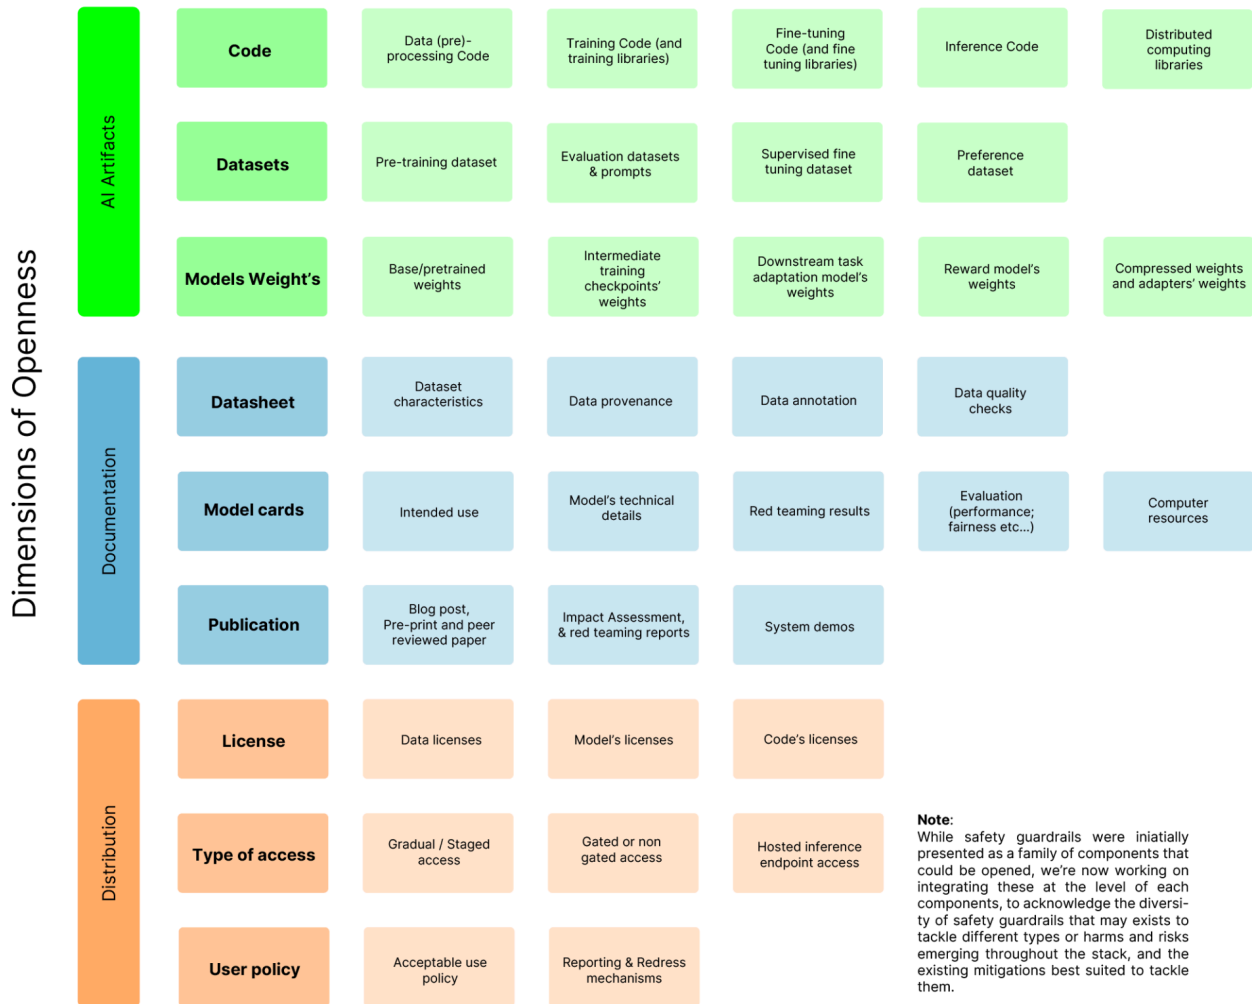 Dimensions of Openness
AI Artifacts
Code
Data (pre)-
processing Code
Training Code (and
training libraries)
Fine-tuning
Code (and fine
tuning libraries)
Inference Code
Distributed
computing
libraries
Datasets
Pre-training dataset
Evaluation datasets
& prompts
Supervised fine
tuning dataset
Preference
dataset
Models Weight's
Base/pretrained
weights
Intermediate
training
checkpoints'
weights
Downstream task
adaptation model's
weights
Reward model's
weights
Compressed weights
and adapters' weights
Documentation
Datasheet
Dataset
characteristics
Data provenance
Data annotation
Data quality
checks
Model cards
Intended use
Model's technical
details
Red teaming results
Evaluation
(performance;
fairness etc...)
Computer
resources
Publication
Blog post,
Pre-print and peer
reviewed paper
Impact Assessment,
& red teaming reports
System demos
Distribution
License
Data licenses
Model's licenses
Code's licenses
Type of access
Gradual / Staged
access
Gated or non
gated access
Hosted inference
endpoint access
User policy
Acceptable use
policy
Reporting & Redress
mechanisms
Note:
While safety guardrails were iniatially
presented as a family of components that
could be opened, we're now working on
integrating these at the level of each
components, to acknowledge the diversi-
ty of safety guardrails that may exists to
tackle different types or harms and risks
emerging throughout the stack, and the
existing mitigations best suited to tackle
them.